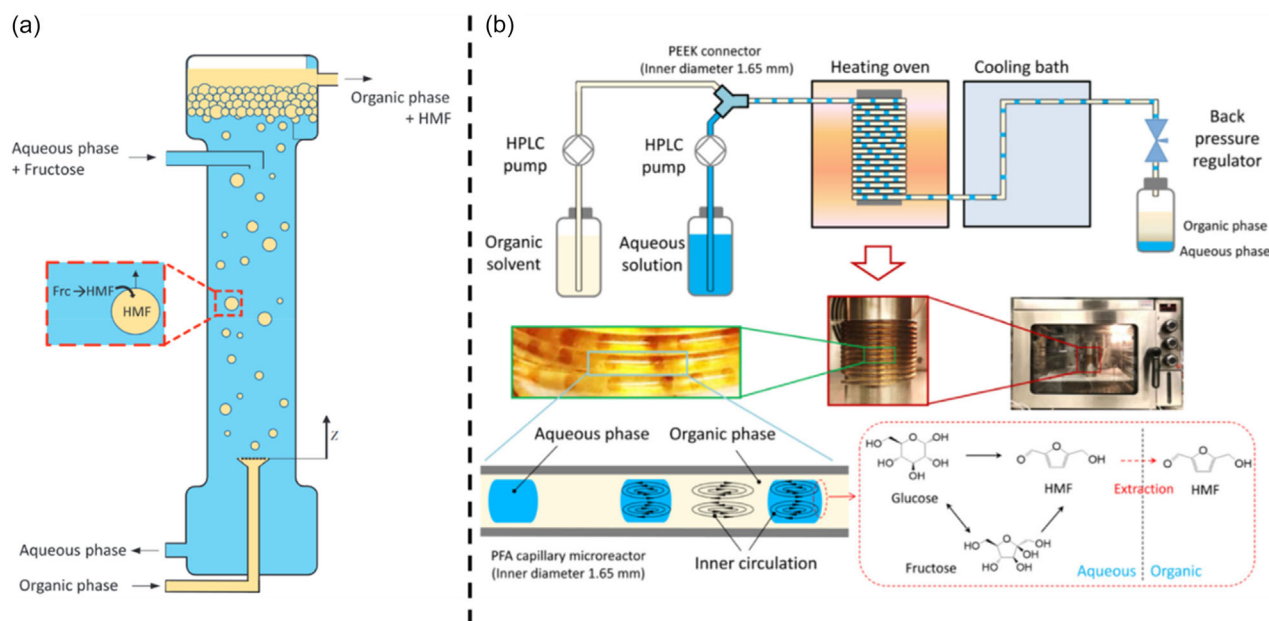 (a)
Organic phase
+ HMF
Aqueous phase
+ Fructose
Frc→HMF
HMF
z
Aqueous phase
Organic phase
(b)
PEEK connector
(Inner diameter 1.65 mm)
Heating oven
Cooling bath
HPLC
pump
HPLC
pump
Back
pressure
regulator
Organic
solvent
Aqueous
solution
Organic phase
Aqueous phase
Aqueous phase
Organic phase
Inner circulation
PFA capillary microreactor
(Inner diameter 1.65 mm)
HO
O
OH
HO
OH
OH
Glucose
O
O
OH
HMF
Extraction
O
O
OH
HMF
HO
O
OH
OH
HO
OH
Fructose
Aqueous
Organic